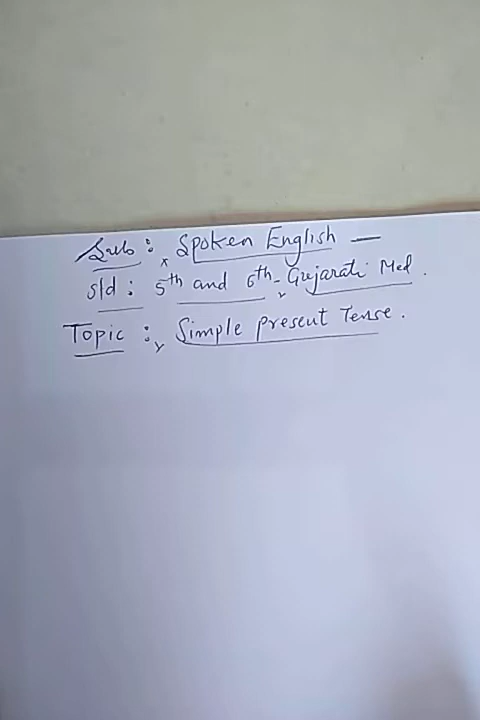 Sub : Spoken English —
std : 5th and 6th - Gujarati Med .
Topic : Simple present Tense .